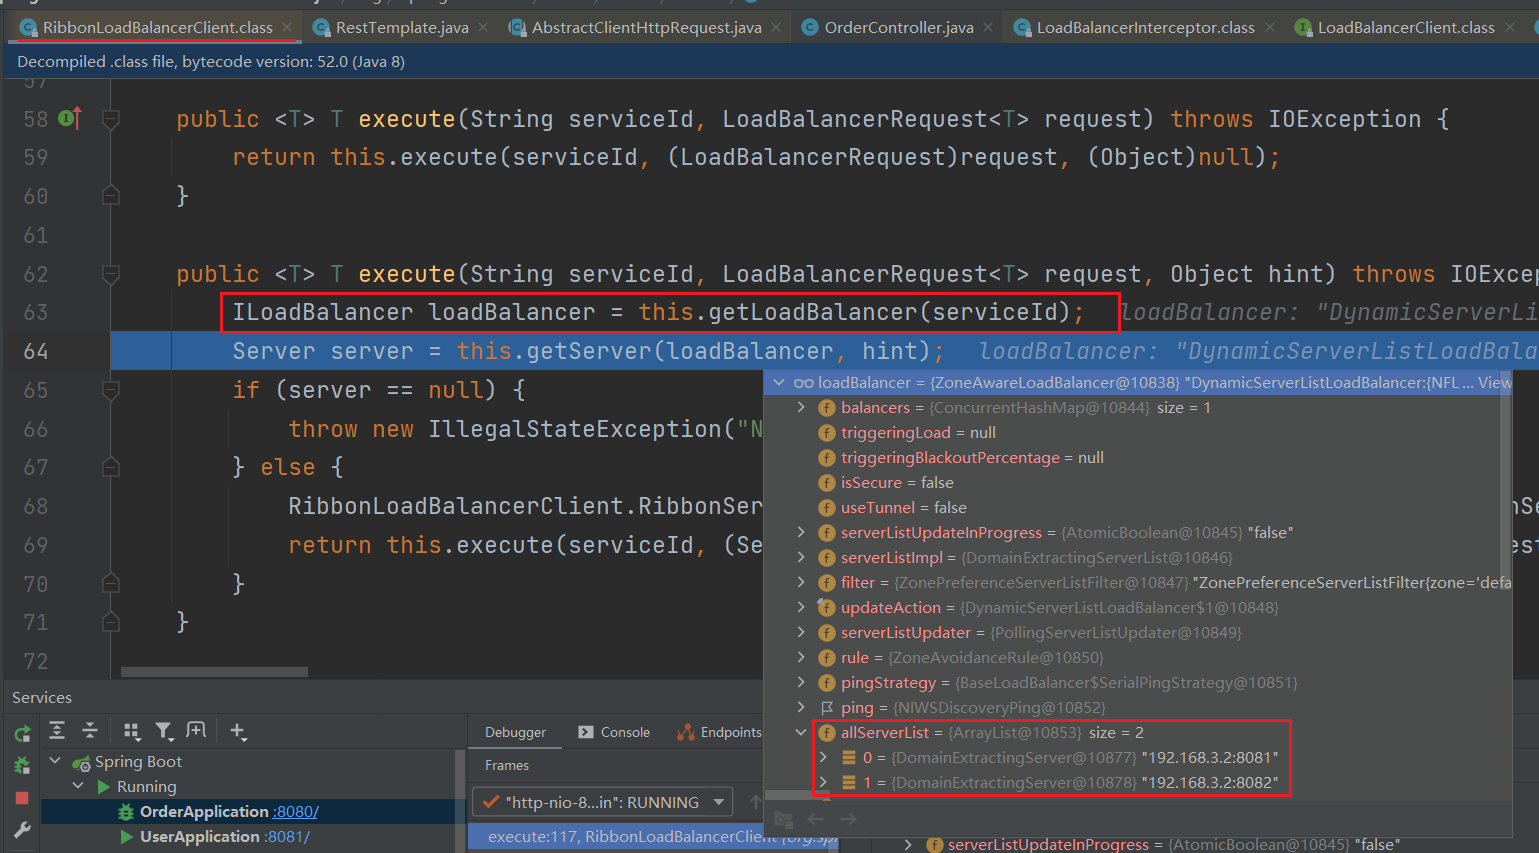 RibbonLoadBalancerClient.class RestTemplate.java AbstractClientHttpRequest.java OrderController.java LoadBalancerInterceptor.class LoadBalancerClient.class
Decompiled .class file, bytecode version: 52.0 (Java 8)
57
58 public <T> T execute(String serviceId, LoadBalancerRequest<T> request) throws IOException {
59 return this.execute(serviceId, (LoadBalancerRequest)request, (Object)null);
60 }
61
62 public <T> T execute(String serviceId, LoadBalancerRequest<T> request, Object hint) throws IOExcep
63 ILoadBalancer loadBalancer = this.getLoadBalancer(serviceId); loadBalancer: "DynamicServerLi
64 Server server = this.getServer(loadBalancer, hint); loadBalancer: "DynamicServerListLoadBala
65 if (server == null) {
66 throw new IllegalStateException("N
67 } else {
68 RibbonLoadBalancerClient.RibbonSer
69 return this.execute(serviceId, (Se
70 }
71 }
72
loadBalancer = {ZoneAwareLoadBalancer@10838} "DynamicServerListLoadBalancer:{NFL ... View
balancers = {ConcurrentHashMap@10844} size = 1
triggeringLoad = null
triggeringBlackoutPercentage = null
isSecure = false
useTunnel = false
serverListUpdateInProgress = {AtomicBoolean@10845} "false"
serverListImpl = {DomainExtractingServerList@10846}
filter = {ZonePreferenceServerListFilter@10847} "ZonePreferenceServerListFilter{zone='defa
updateAction = {DynamicServerListLoadBalancer$1@10848}
serverListUpdater = {PollingServerListUpdater@10849}
rule = {ZoneAvoidanceRule@10850}
pingStrategy = {BaseLoadBalancer$SerialPingStrategy@10851}
ping = {NIWSDiscoveryPing@10852}
allServerList = {ArrayList@10853} size = 2
0 = {DomainExtractingServer@10877} "192.168.3.2:8081"
1 = {DomainExtractingServer@10878} "192.168.3.2:8082"
Services
Spring Boot
Running
OrderApplication :8080/
UserApplication :8081/
Debugger Console Endpoints
Frames
"http-nio-8...in": RUNNING
execute:117, RibbonLoadBalancerClient (org.sp
serverListUpdateInProgress = {AtomicBoolean@10845} "false"